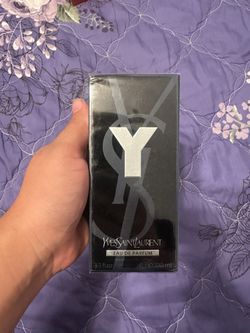 Y
YVESSAINTLAURENT
EAU DE PARFUM